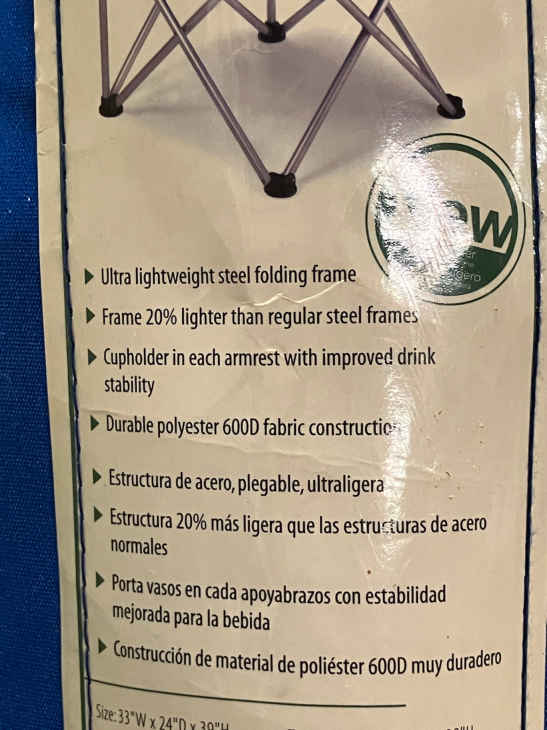 Ultra lightweight steel folding frame
Frame 20% lighter than regular steel frames
Cupholder in each armrest with improved drink
stability
Durable polyester 600D fabric construction
Estructura de acero, plegable, ultraligera
Estructura 20% más ligera que las estructuras de acero
normales
Porta vasos en cada apoyabrazos con estabilidad
mejorada para la bebida
Construcción de material de poliéster 600D muy duradero
Size: 33"W x 24"D x 39"H